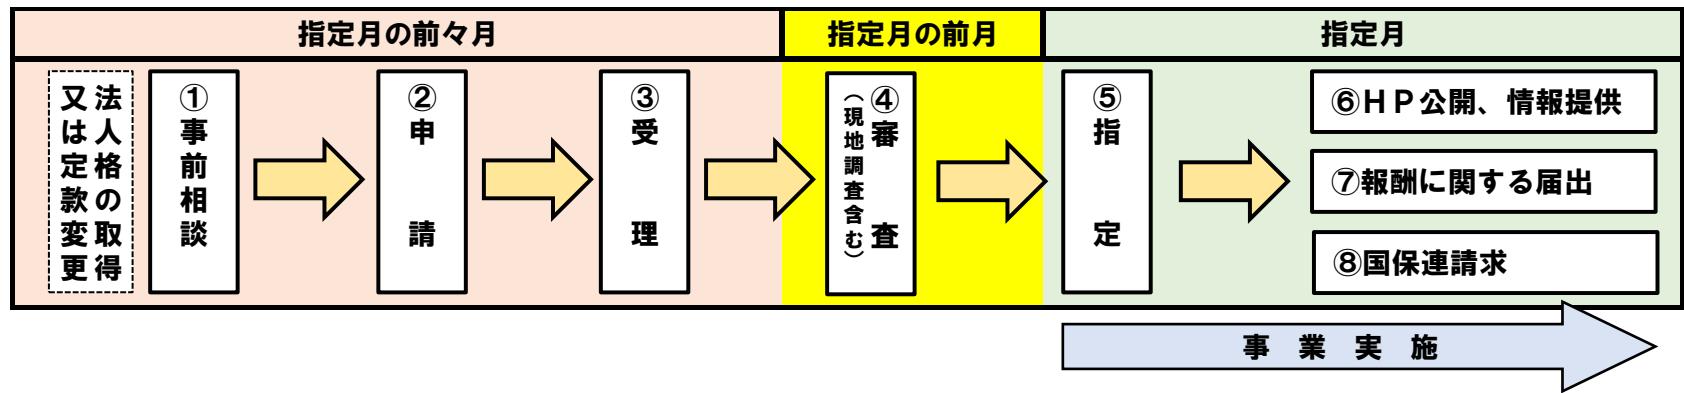 指定月の前々月
指定月の前月
指定月
法人格の取得
又は定款変更
①事前相談
②申請
③受理
④審査
（現地調査含む）
⑤指定
⑥ＨＰ公開、情報提供
⑦報酬に関する届出
⑧国保連請求
事業実施